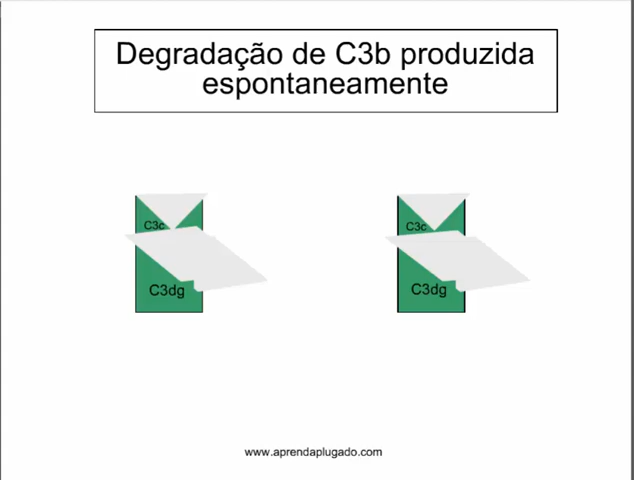 Degradação de C3b produzida
espontaneamente
C3c
C3c
C3dg
C3dg
www.aprendaplugado.com